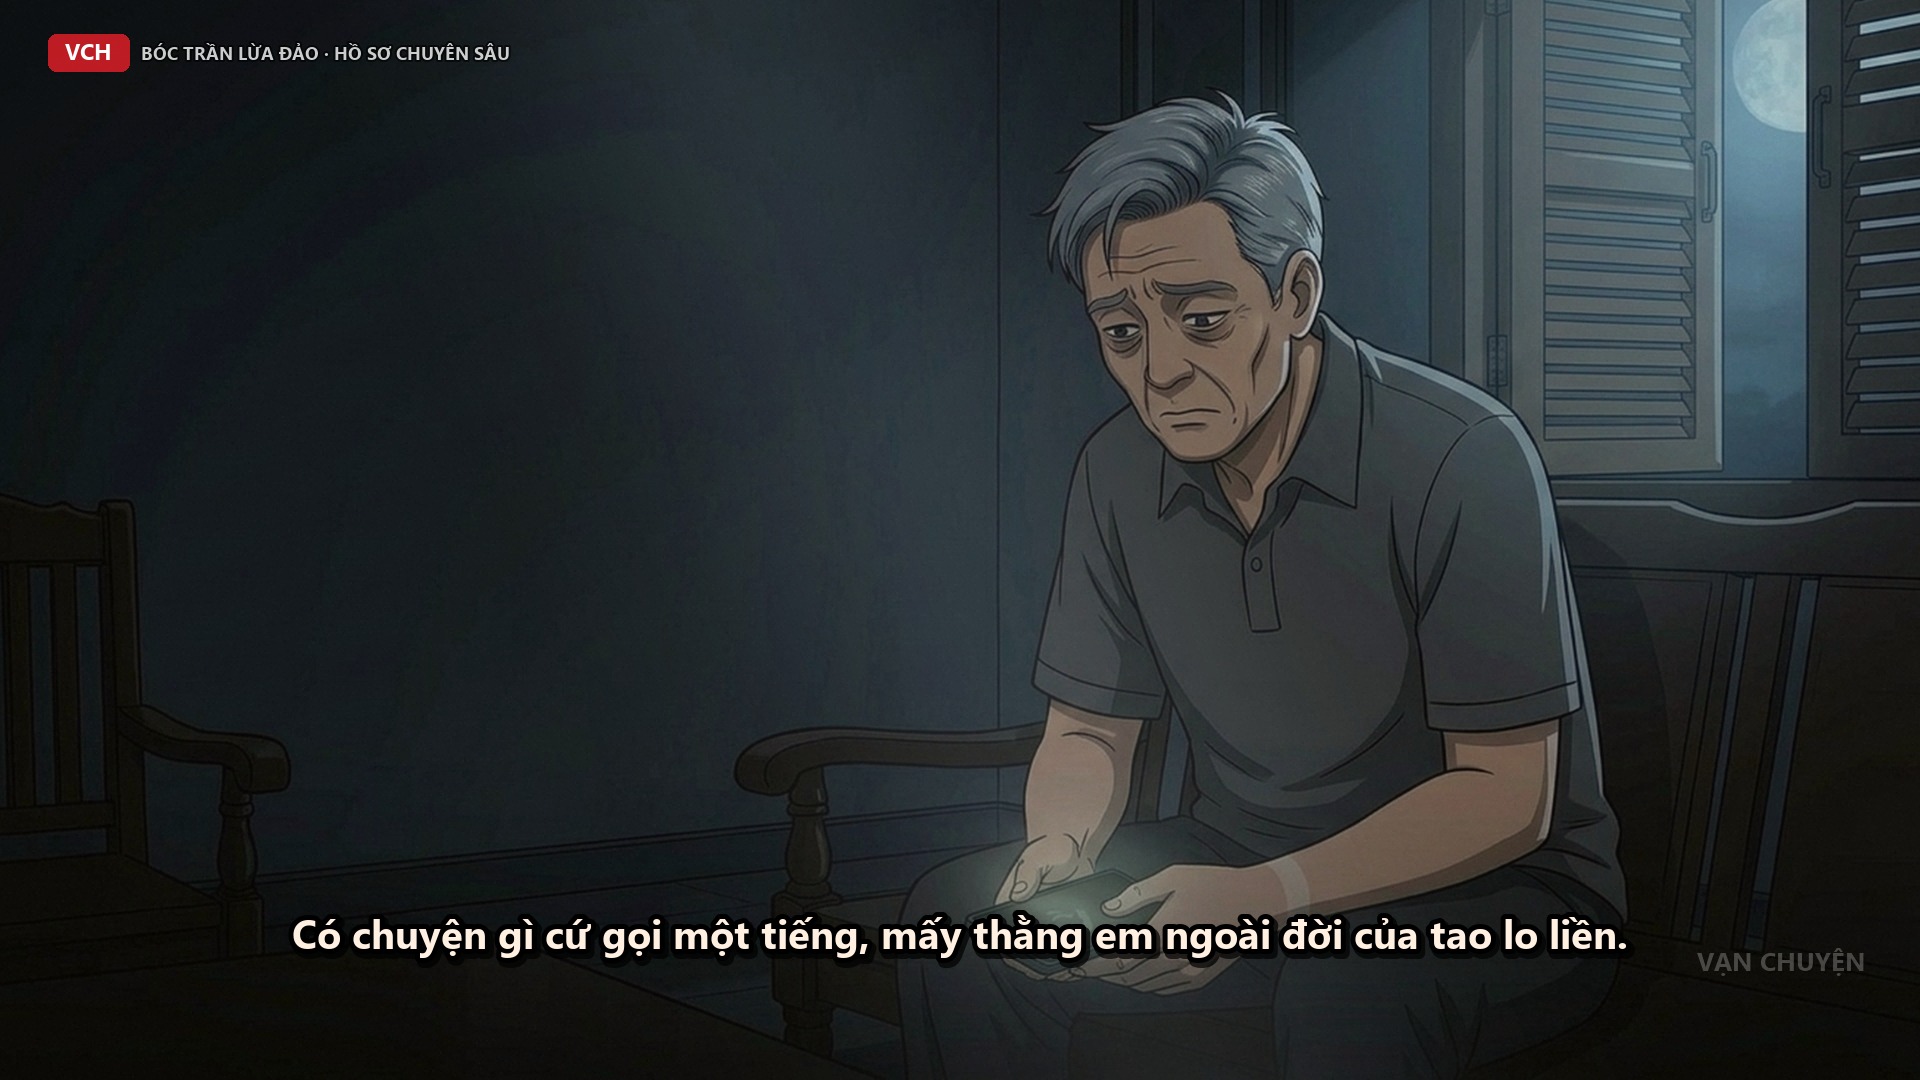 VCH BÓC TRẦN LỪA ĐẢO · HỒ SƠ CHUYÊN SÂU
Có chuyện gì cứ gọi một tiếng, mấy thằng em ngoài đời của tao lo liền.
VẠN CHUYỆN